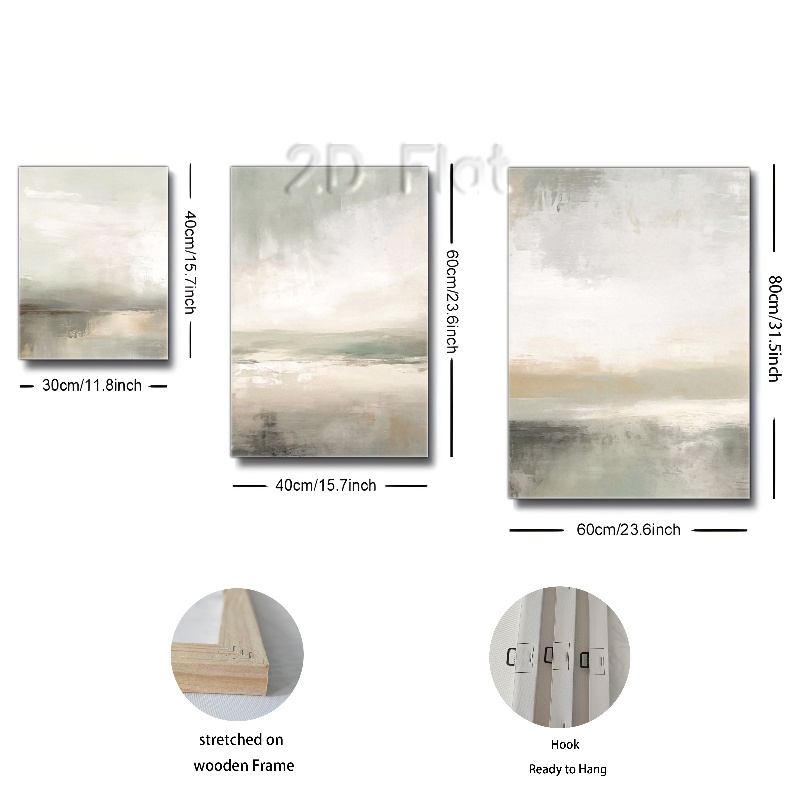 2D Flat
40cm/15.7inch
30cm/11.8inch
60cm/23.6inch
40cm/15.7inch
80cm/31.5inch
60cm/23.6inch
stretched on
wooden Frame
Hook
Ready to Hang